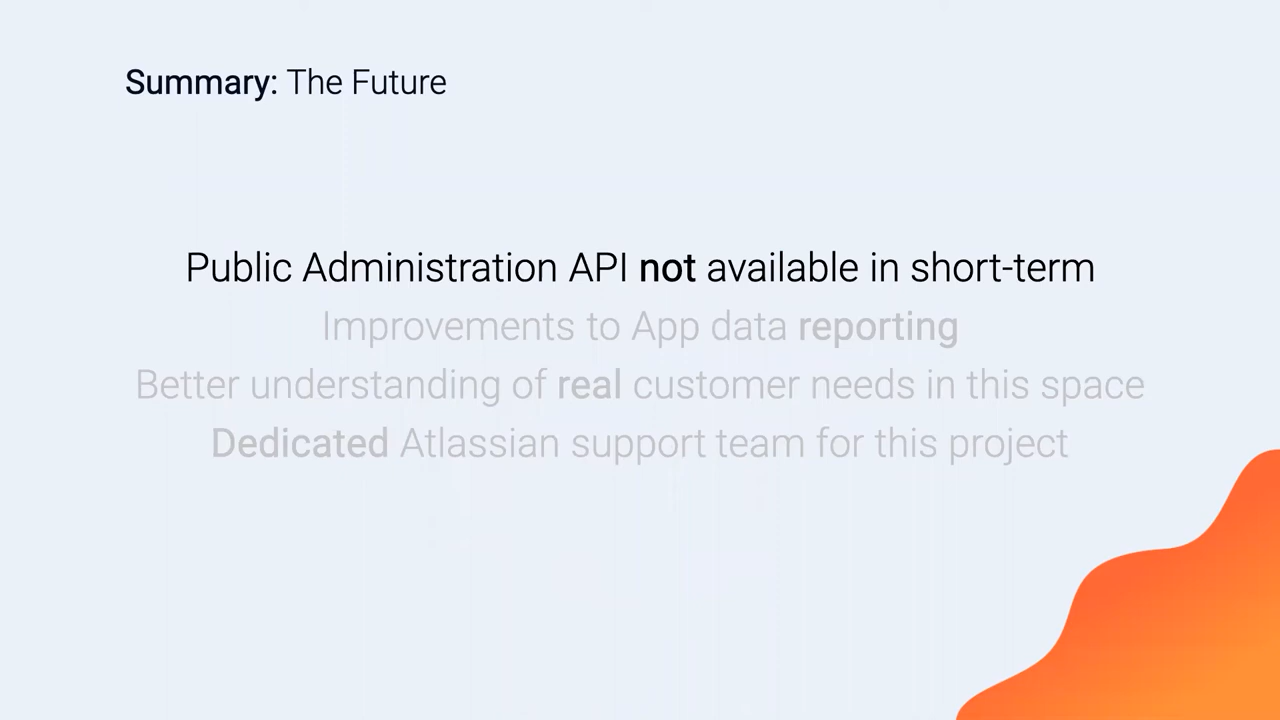 Summary: The Future
Public Administration API not available in short-term
Improvements to App data reporting
Better understanding of real customer needs in this space
Dedicated Atlassian support team for this project